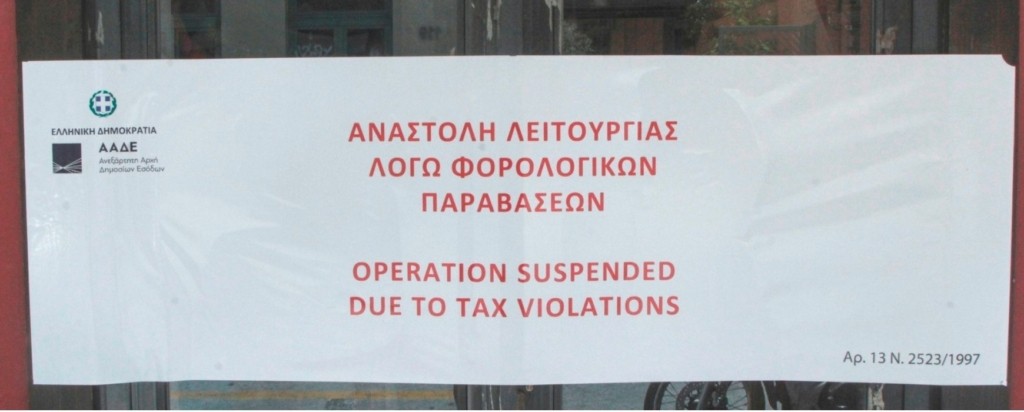 ΕΛΛΗΝΙΚΗ ΔΗΜΟΚΡΑΤΙΑ
ΑΑΔΕ
Ανεξάρτητη Αρχή
Δημοσίων Εσόδων
ΑΝΑΣΤΟΛΗ ΛΕΙΤΟΥΡΓΙΑΣ
ΛΟΓΩ ΦΟΡΟΛΟΓΙΚΩΝ
ΠΑΡΑΒΑΣΕΩΝ
OPERATION SUSPENDED
DUE TO TAX VIOLATIONS
Αρ. 13 Ν. 2523/1997